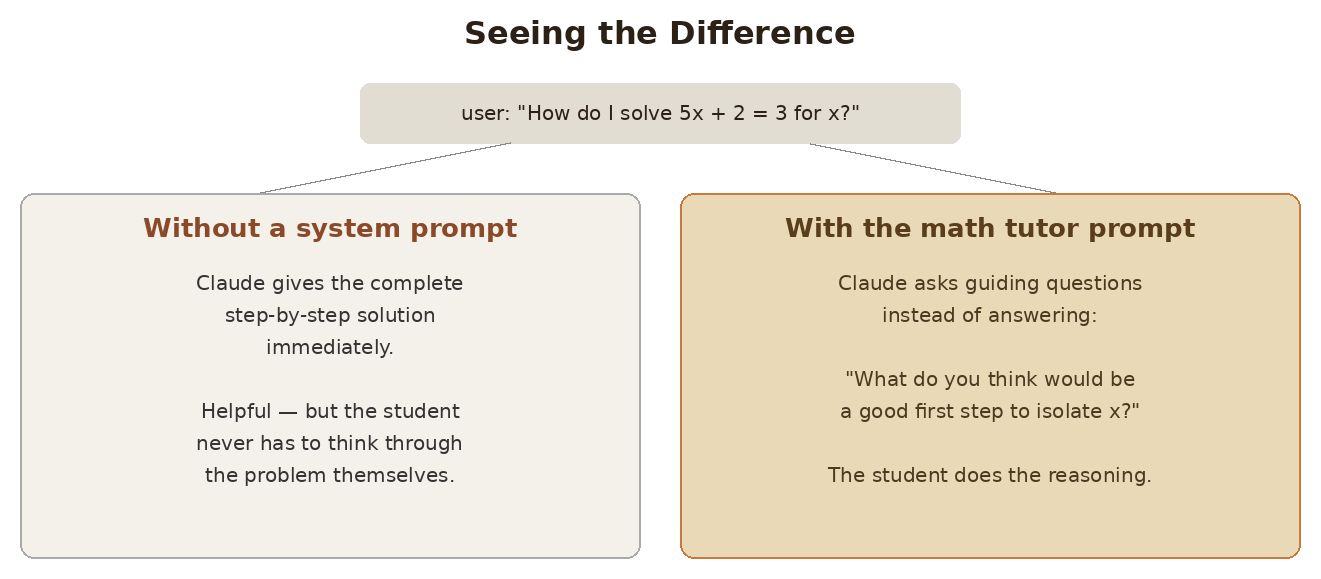 Seeing the Difference
user: "How do I solve 5x + 2 = 3 for x?"
Without a system prompt
Claude gives the complete
step-by-step solution
immediately.
Helpful — but the student
never has to think through
the problem themselves.
With the math tutor prompt
Claude asks guiding questions
instead of answering:
"What do you think would be
a good first step to isolate x?"
The student does the reasoning.